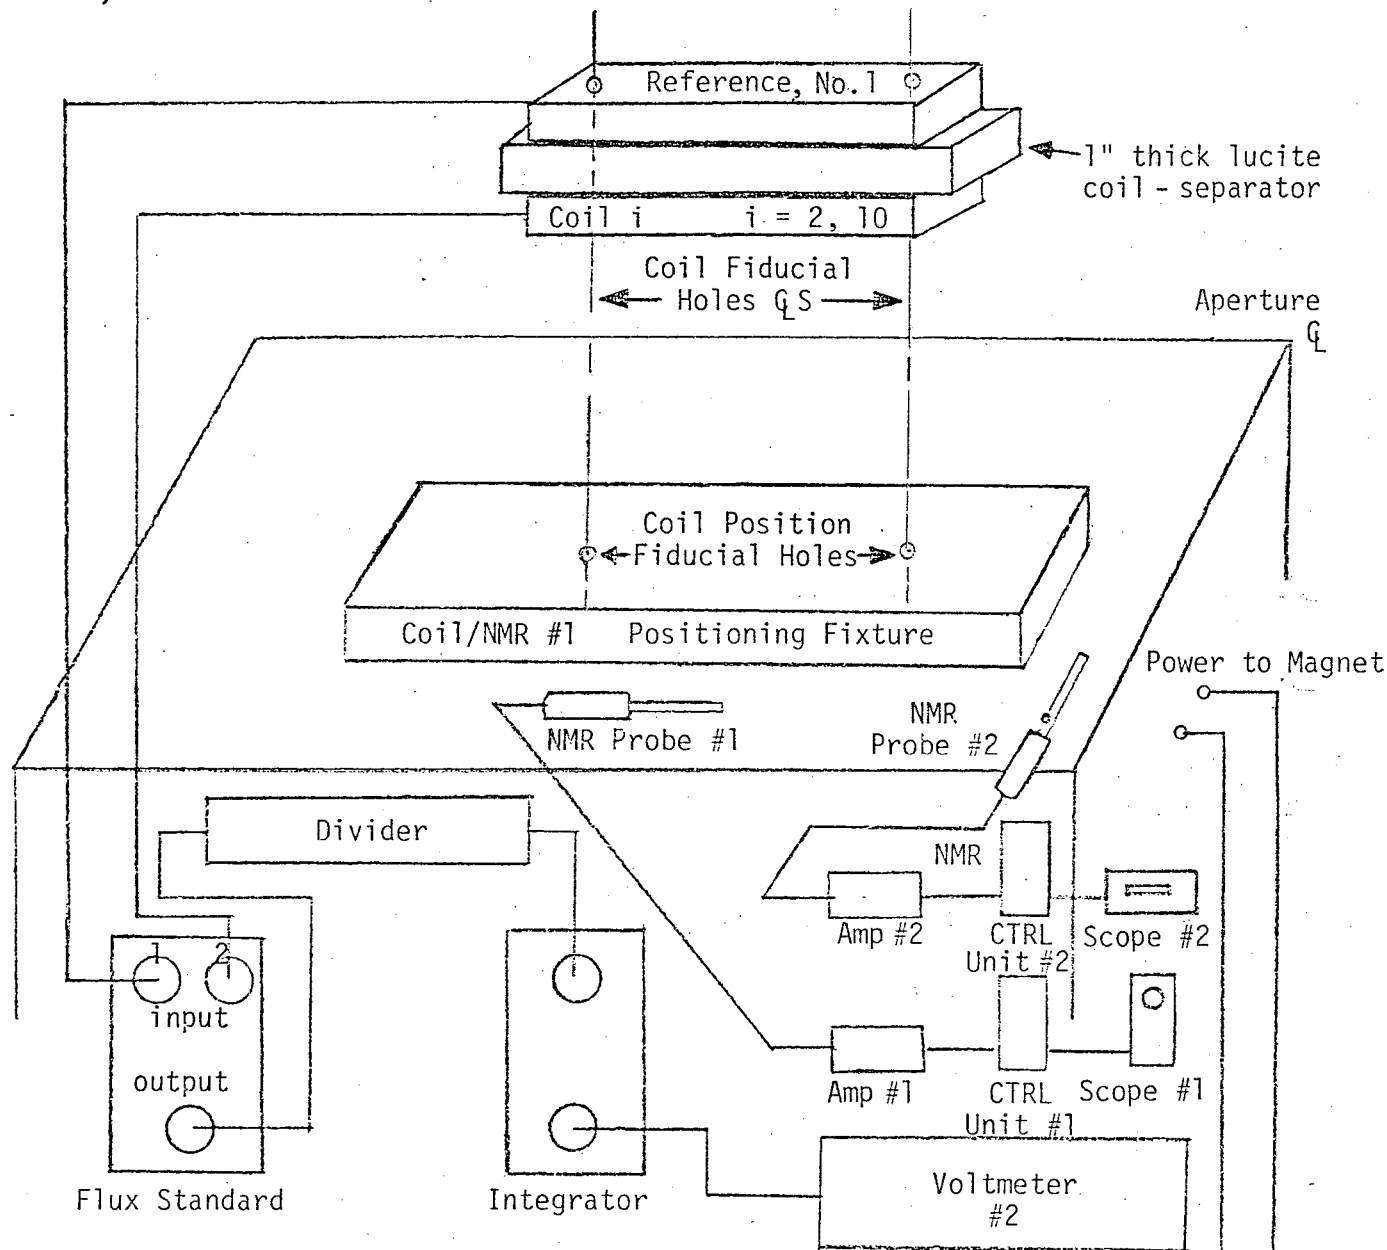 Reference, No.1
1" thick lucite
coil - separator
Coil i i = 2, 10
Coil Fiducial
Holes ℄S
Aperture
℄
Coil Position
Fiducial Holes
Coil/NMR #1 Positioning Fixture
Power to Magnet
NMR Probe #1
NMR
Probe #2
Divider
NMR
Amp #2
CTRL
Unit #2
Scope #2
1 2
input
output
Amp #1
CTRL
Unit #1
Scope #1
Flux Standard
Integrator
Voltmeter
#2